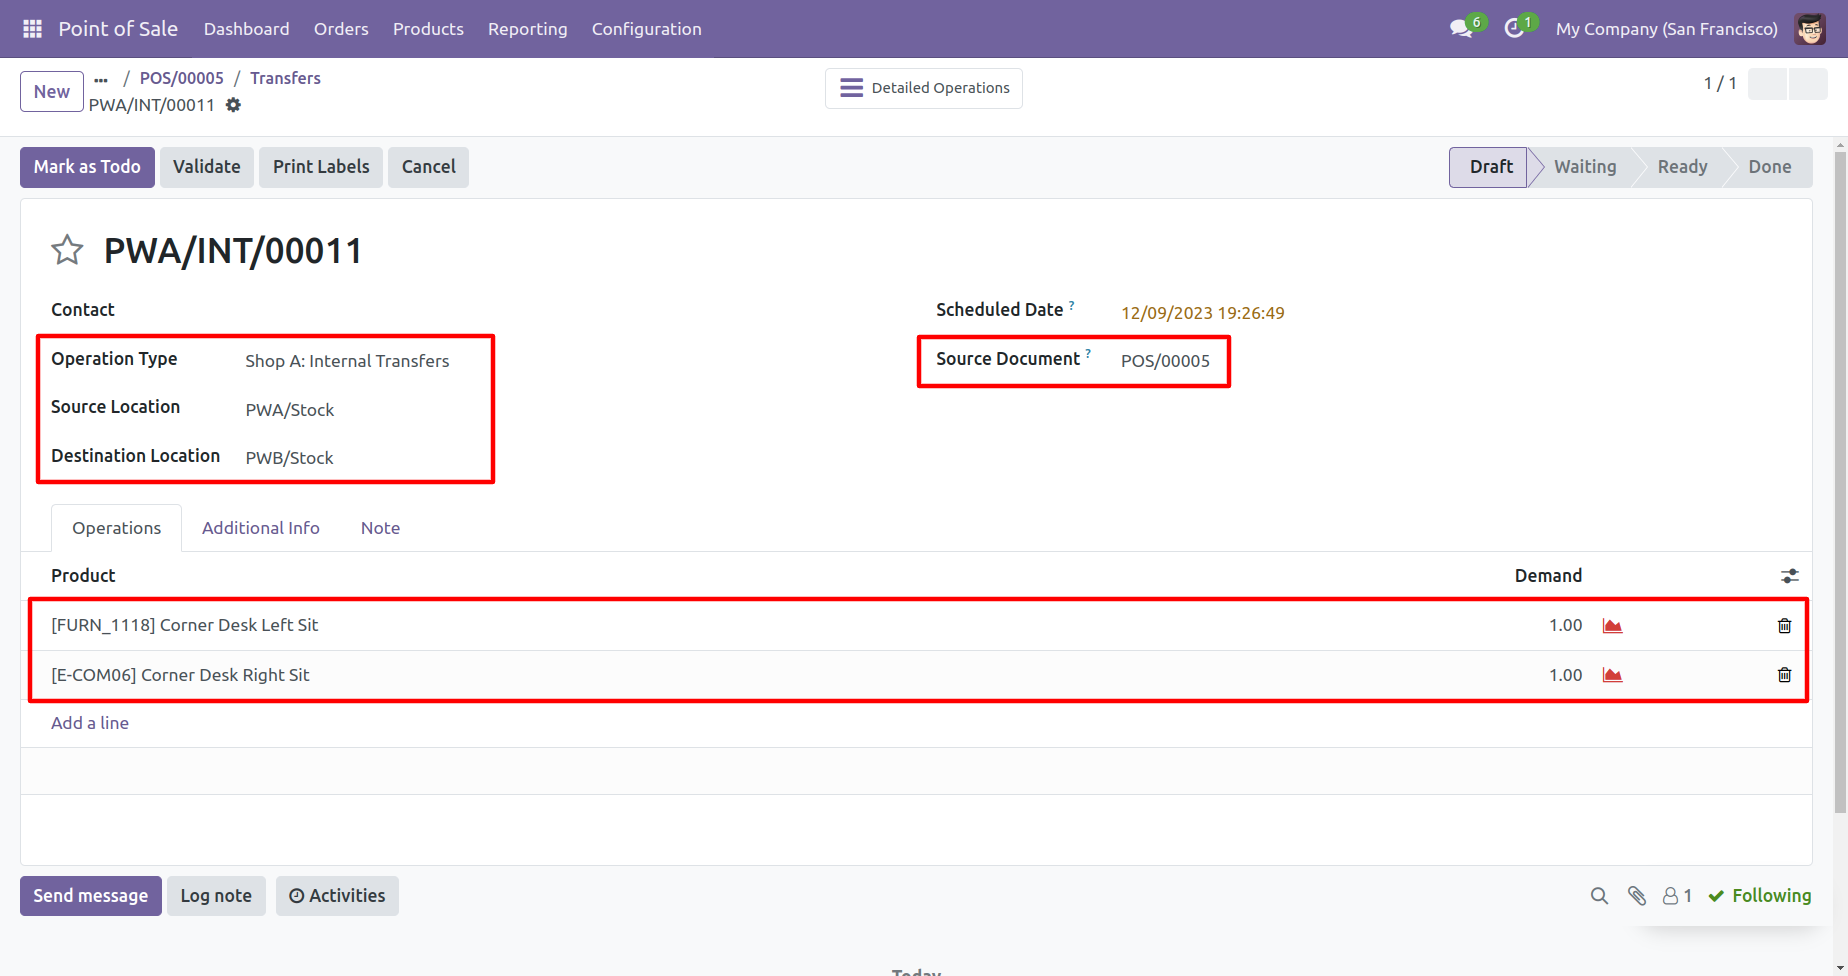 Point of Sale Dashboard Orders Products Reporting Configuration 6 1 My Company (San Francisco)
New ... / POS/00005 / Transfers
PWA/INT/00011
Detailed Operations
1 / 1
Mark as Todo Validate Print Labels Cancel Draft Waiting Ready Done
PWA/INT/00011
Contact
Scheduled Date ? 12/09/2023 19:26:49
Operation Type Shop A: Internal Transfers
Source Document ? POS/00005
Source Location PWA/Stock
Destination Location PWB/Stock
Operations Additional Info Note
Product Demand
[FURN_1118] Corner Desk Left Sit 1.00
[E-COM06] Corner Desk Right Sit 1.00
Add a line
Send message Log note Activities 1 Following
Today